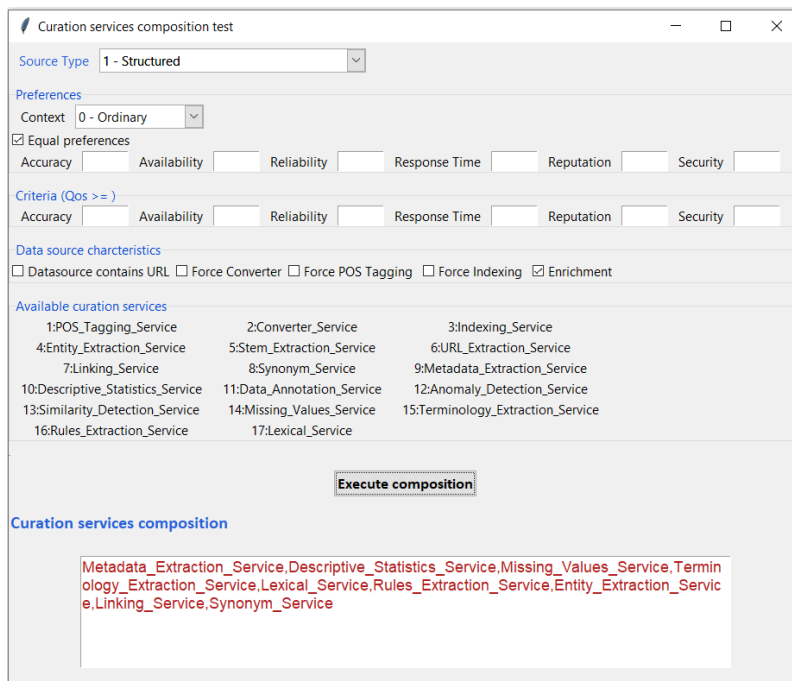 Curation services composition test
Source Type 1 - Structured
Preferences
Context 0 - Ordinary
Equal preferences
Accuracy Availability Reliability Response Time Reputation Security
Criteria (Qos >= )
Accuracy Availability Reliability Response Time Reputation Security
Data source charcteristics
Datasource contains URL Force Converter Force POS Tagging Force Indexing Enrichment
Available curation services
1:POS_Tagging_Service 2:Converter_Service 3:Indexing_Service
4:Entity_Extraction_Service 5:Stem_Extraction_Service 6:URL_Extraction_Service
7:Linking_Service 8:Synonym_Service 9:Metadata_Extraction_Service
10:Descriptive_Statistics_Service 11:Data_Annotation_Service 12:Anomaly_Detection_Service
13:Similarity_Detection_Service 14:Missing_Values_Service 15:Terminology_Extraction_Service
16:Rules_Extraction_Service 17:Lexical_Service
Execute composition
Curation services composition
Metadata_Extraction_Service,Descriptive_Statistics_Service,Missing_Values_Service,Termin
ology_Extraction_Service,Lexical_Service,Rules_Extraction_Service,Entity_Extraction_Servic
e,Linking_Service,Synonym_Service